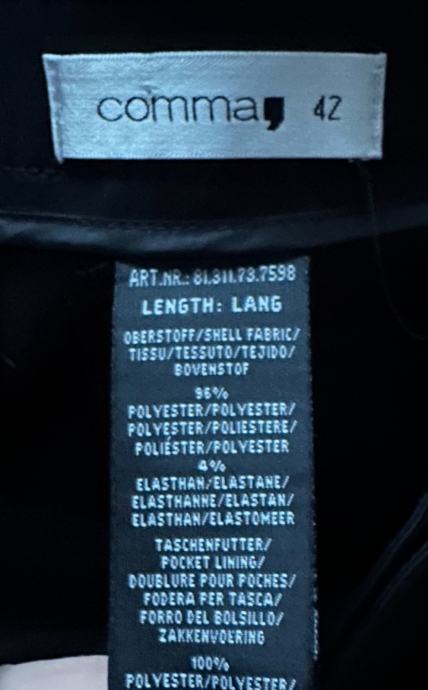 comma, 42
ART.NR.: 81.311.73.7598
LENGTH: LANG
OBERSTOFF/SHELL FABRIC/
TISSU/TESSUTO/TEJIDO/
BOVENSTOF
96%
POLYESTER/POLYESTER/
POLYESTER/POLIESTERE/
POLIÉSTER/POLYESTER
4%
ELASTHAN/ELASTANE/
ELASTHANNE/ELASTAN/
ELASTHAN/ELASTOMEER
TASCHENFUTTER/
POCKET LINING/
DOUBLURE POUR POCHES/
FODERA PER TASCA/
FORRO DEL BOLSILLO/
ZAKKENVOERING
100%
POLYESTER/POLYESTER/